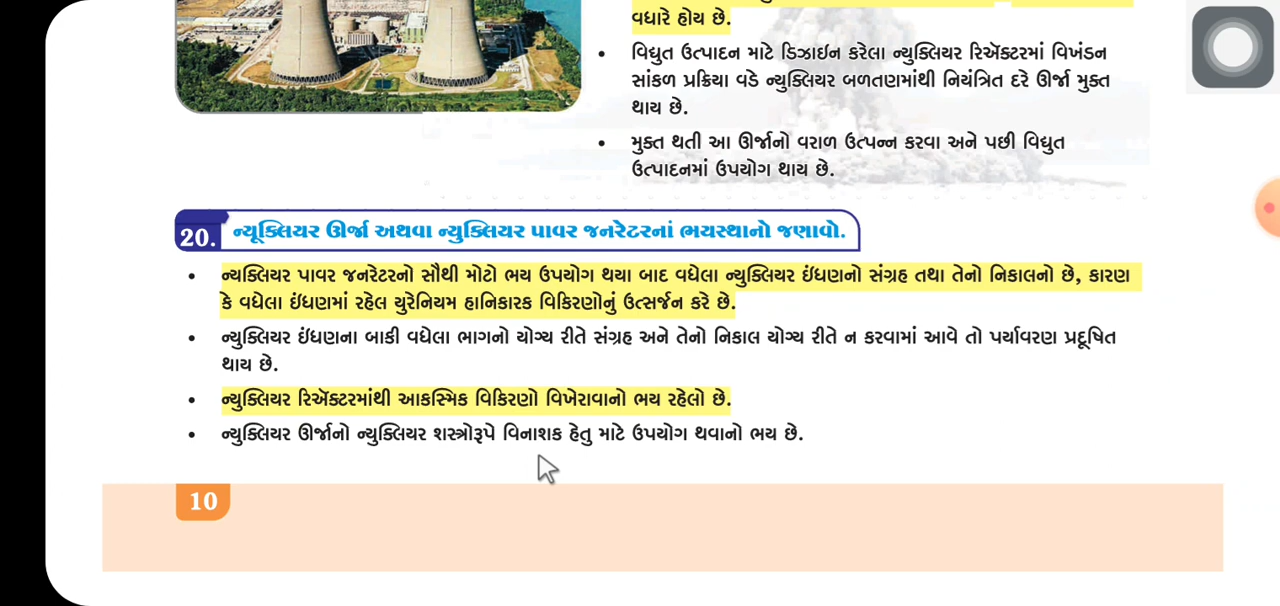 વધારે હોય છે.
• વિદ્યુત ઉત્પાદન માટે ડિઝાઇન કરેલા ન્યુક્લિયર રિઍક્ટરમાં વિખંડન
સાંકળ પ્રક્રિયા વડે ન્યુક્લિયર બળતણમાંથી નિયંત્રિત દરે ઊર્જા મુક્ત
થાય છે.
• મુક્ત થતી આ ઊર્જાનો વરાળ ઉત્પન્ન કરવા અને પછી વિદ્યુત
ઉત્પાદનમાં ઉપયોગ થાય છે.
20. ન્યૂક્લિયર ઊર્જા અથવા ન્યુક્લિયર પાવર જનરેટરનાં ભયસ્થાનો જણાવો.
• ન્યક્લિયર પાવર જનરેટરનો સૌથી મોટો ભય ઉપયોગ થયા બાદ વધેલા ન્યુક્લિયર ઇંધણનો સંગ્રહ તથા તેનો નિકાલનો છે, કારણ
કે વધેલા ઇંધણમાં રહેલ યુરેનિયમ હાનિકારક વિકિરણોનું ઉત્સર્જન કરે છે.
• ન્યુક્લિયર ઇંધણના બાકી વધેલા ભાગનો યોગ્ય રીતે સંગ્રહ અને તેનો નિકાલ યોગ્ય રીતે ન કરવામાં આવે તો પર્યાવરણ પ્રદૂષિત
થાય છે.
• ન્યુક્લિયર રિઍક્ટરમાંથી આકસ્મિક વિકિરણો વિખેરાવાનો ભય રહેલો છે.
• ન્યુક્લિયર ઊર્જાનો ન્યુક્લિયર શસ્ત્રોરૂપે વિનાશક હેતુ માટે ઉપયોગ થવાનો ભય છે.
10